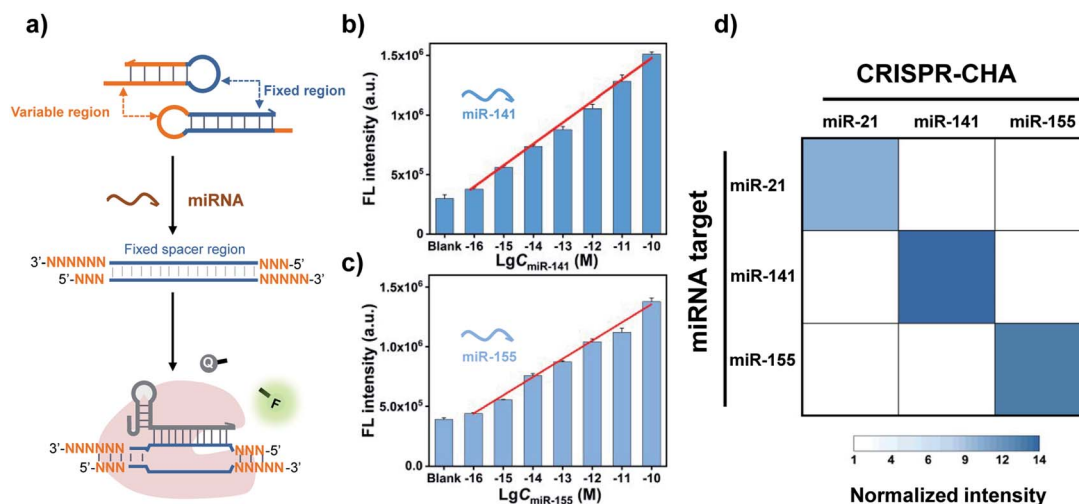 a)
Variable region
Fixed region
miRNA
Fixed spacer region
3'-NNNNNN
NNN-5'
5'-NNN
NNNNN-3'
Q
F
3'-NNNNNN
NNN-5'
5'-NNN
NNNNN-3'
b)
FL intensity (a.u.)
1.5x10⁶
1x10⁶
5x10⁵
0
miR-141
Blank -16 -15 -14 -13 -12 -11 -10
LgCmiR-141 (M)
c)
FL intensity (a.u.)
1.5x10⁶
1.0x10⁶
5.0x10⁵
0.0
miR-155
Blank -16 -15 -14 -13 -12 -11 -10
LgCmiR-155 (M)
d)
CRISPR-CHA
miR-21 miR-141 miR-155
miRNA target
miR-21
miR-141
miR-155
1 4 6 9 12 14
Normalized intensity